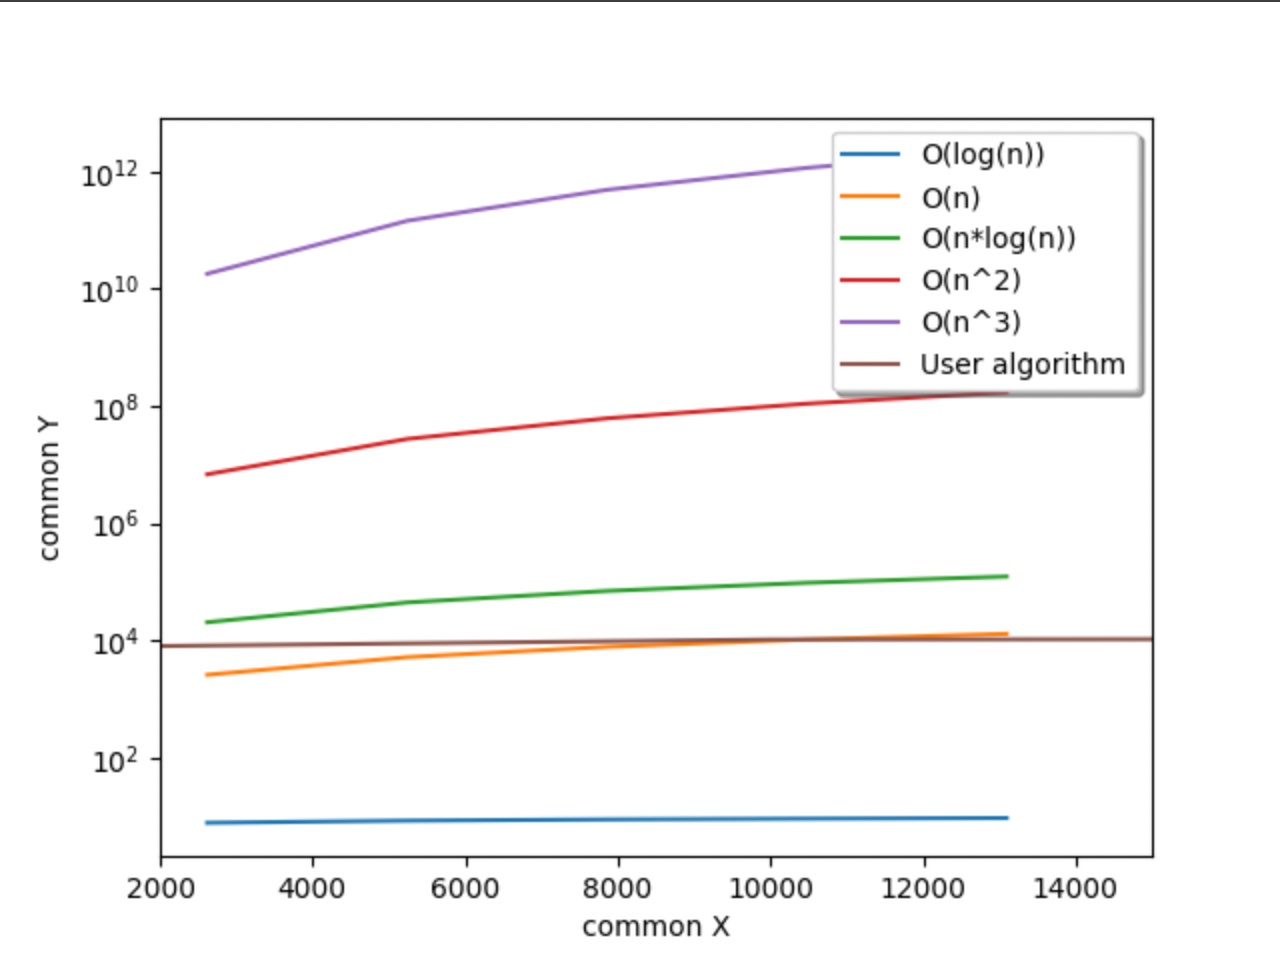 10^12
10^10
10^8
10^6
10^4
10^2
common Y
O(log(n))
O(n)
O(n*log(n))
O(n^2)
O(n^3)
User algorithm
2000 4000 6000 8000 10000 12000 14000
common X